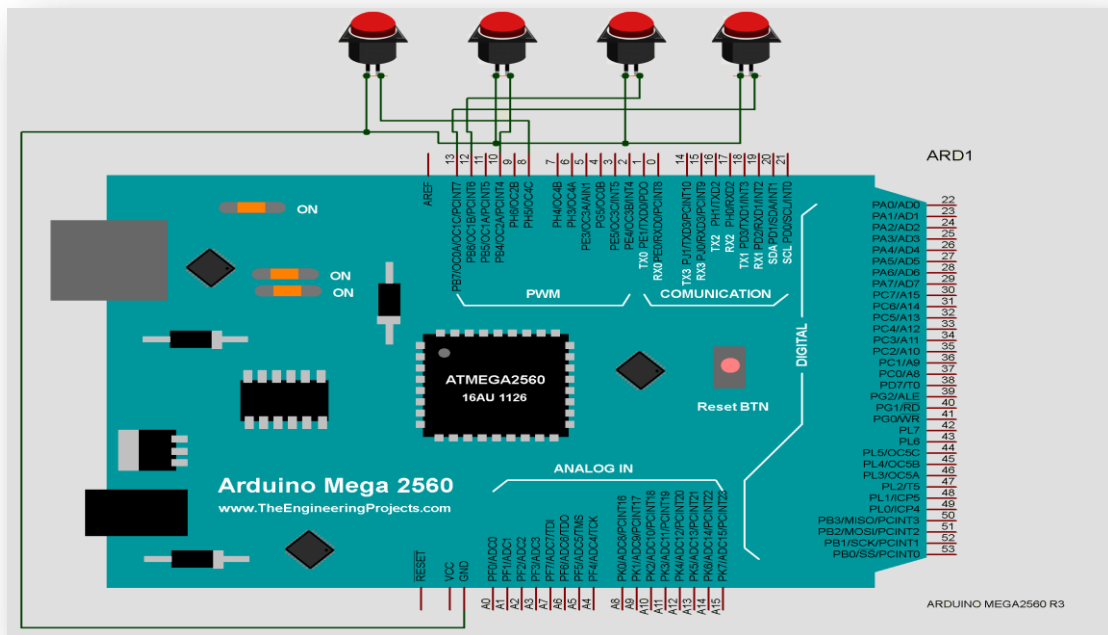 ARD1
13
12
11
10
9
8
7
6
5
4
3
2
1
0
14
15
16
17
18
19
20
21
AREF
PB7/OC0A/OC1C/PCINT7
PB6/OC1B/PCINT6
PB5/OC1A/PCINT5
PB4/OC2A/PCINT4
PH6/OC2B
PH5/OC4C
PH4/OC4B
PH3/OC4A
PE3/OC3A/AIN1
PG5/OC0B
PE5/OC3C/INT5
PE4/OC3B/INT4
TX0 PE1/TXD0/PDO
RX0 PE0/RXD0/PCINT8
TX3 PJ1/TXD3/PCINT10
RX3 PJ0/RXD3/PCINT9
TX2 PH1/TXD2
RX2 PH0/RXD2
TX1 PD3/TXD1/INT3
RX1 PD2/RXD1/INT2
SDA PD1/SDA/INT1
SCL PD0/SCL/INT0
ON
ON
ON
PWM
COMUNICATION
DIGITAL
PA0/AD0 22
PA1/AD1 23
PA2/AD2 24
PA3/AD3 25
PA4/AD4 26
PA5/AD5 27
PA6/AD6 28
PA7/AD7 29
PC7/A15 30
PC6/A14 31
PC5/A13 32
PC4/A12 33
PC3/A11 34
PC2/A10 35
PC1/A9 36
PC0/A8 37
PD7/T0 38
PG2/ALE 39
PG1/RD 40
PG0/WR 41
PL7 42
PL6 43
PL5/OC5C 44
PL4/OC5B 45
PL3/OC5A 46
PL2/T5 47
PL1/ICP5 48
PL0/ICP4 49
PB3/MISO/PCINT3 50
PB2/MOSI/PCINT2 51
PB1/SCK/PCINT1 52
PB0/SS/PCINT0 53
ATMEGA2560
16AU 1126
Reset BTN
ANALOG IN
Arduino Mega 2560
www.TheEngineeringProjects.com
RESET
VCC
GND
PF0/ADC0
PF1/ADC1
PF2/ADC2
PF3/ADC3
PF7/ADC7/TDI
PF6/ADC6/TDO
PF5/ADC5/TMS
PF4/ADC4/TCK
PK0/ADC8/PCINT16
PK1/ADC9/PCINT17
PK2/ADC10/PCINT18
PK3/ADC11/PCINT19
PK4/ADC12/PCINT20
PK5/ADC13/PCINT21
PK6/ADC14/PCINT22
PK7/ADC15/PCINT23
A0
A1
A2
A3
A7
A6
A5
A4
A8
A9
A10
A11
A12
A13
A14
A15
ARDUINO MEGA2560 R3